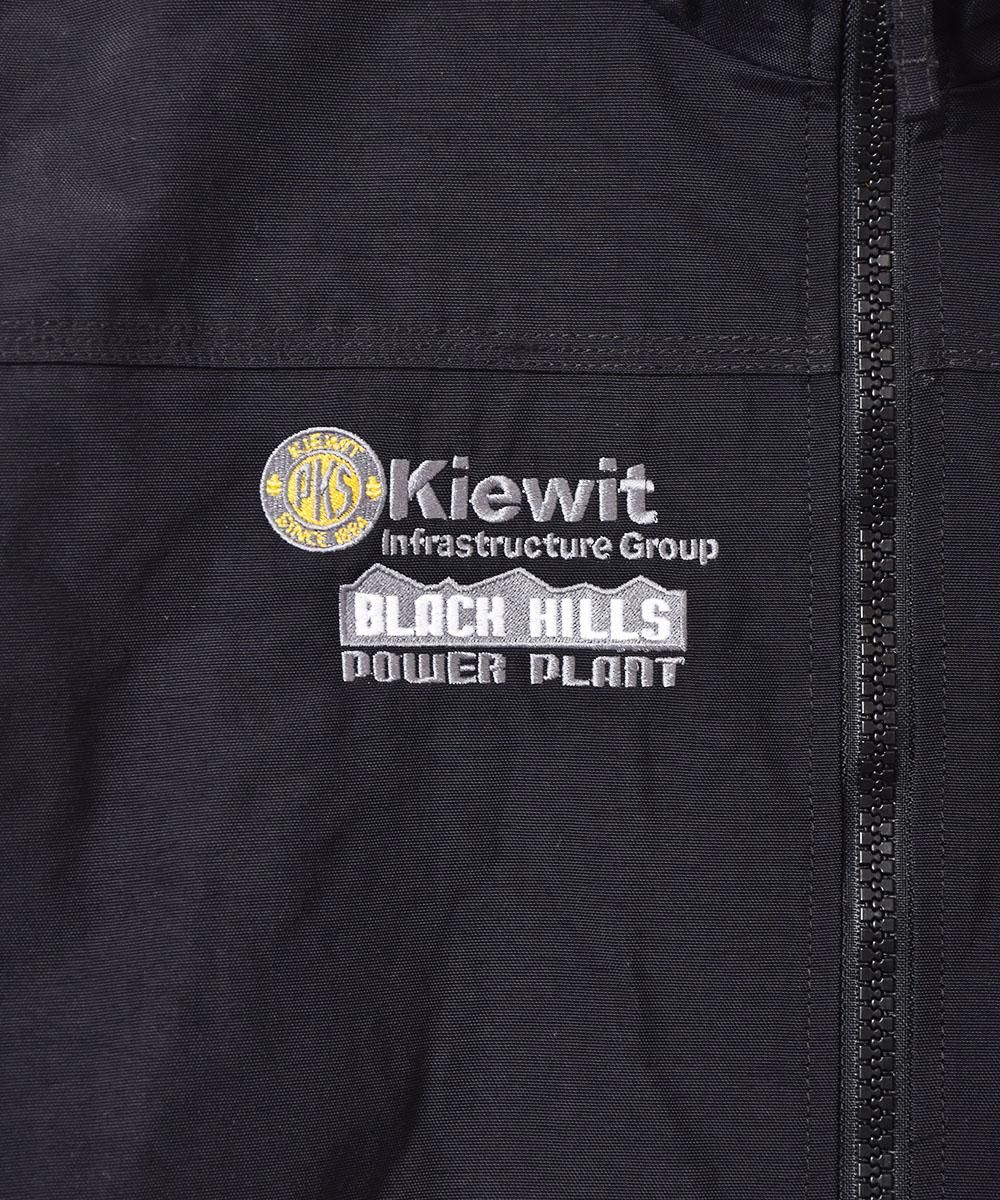 KIEWIT
PKS
SINCE 1884
Kiewit
Infrastructure Group
BLACK HILLS
POWER PLANT